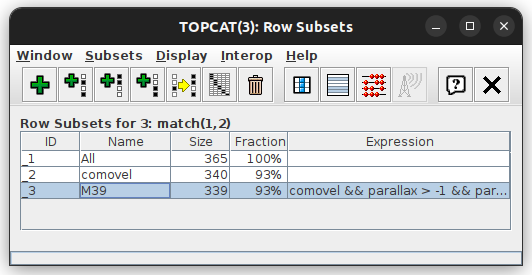 TOPCAT(3): Row Subsets
Window Subsets Display Interop Help
Row Subsets for 3: match(1,2)
ID Name Size Fraction Expression
_1 All 365 100%
_2 comovel 340 93%
_3 M39 339 93% comovel && parallax > -1 && par...